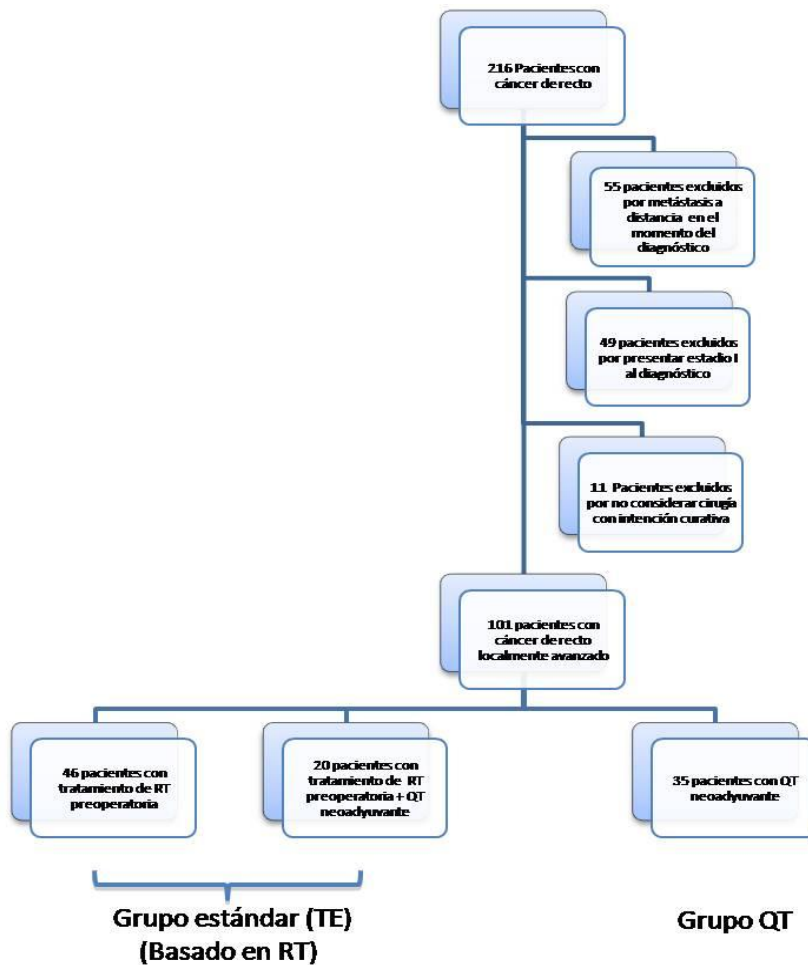 216 Pacientes con
cáncer de recto
55 pacientes excluidos
por metástasis a
distancia en el
momento del
diagnóstico
49 pacientes excluidos
por presentar estadio I
al diagnóstico
11 Pacientes excluidos
por no considerar cirugía
con intención curativa
101 pacientes con
cáncer de recto
localmente avanzado
46 pacientes con
tratamiento de RT
preoperatoria
20 pacientes con
tratamiento de RT
preoperatoria + QT
neoadyuvante
35 pacientes con QT
neoadyuvante
Grupo estándar (TE)
(Basado en RT)
Grupo QT